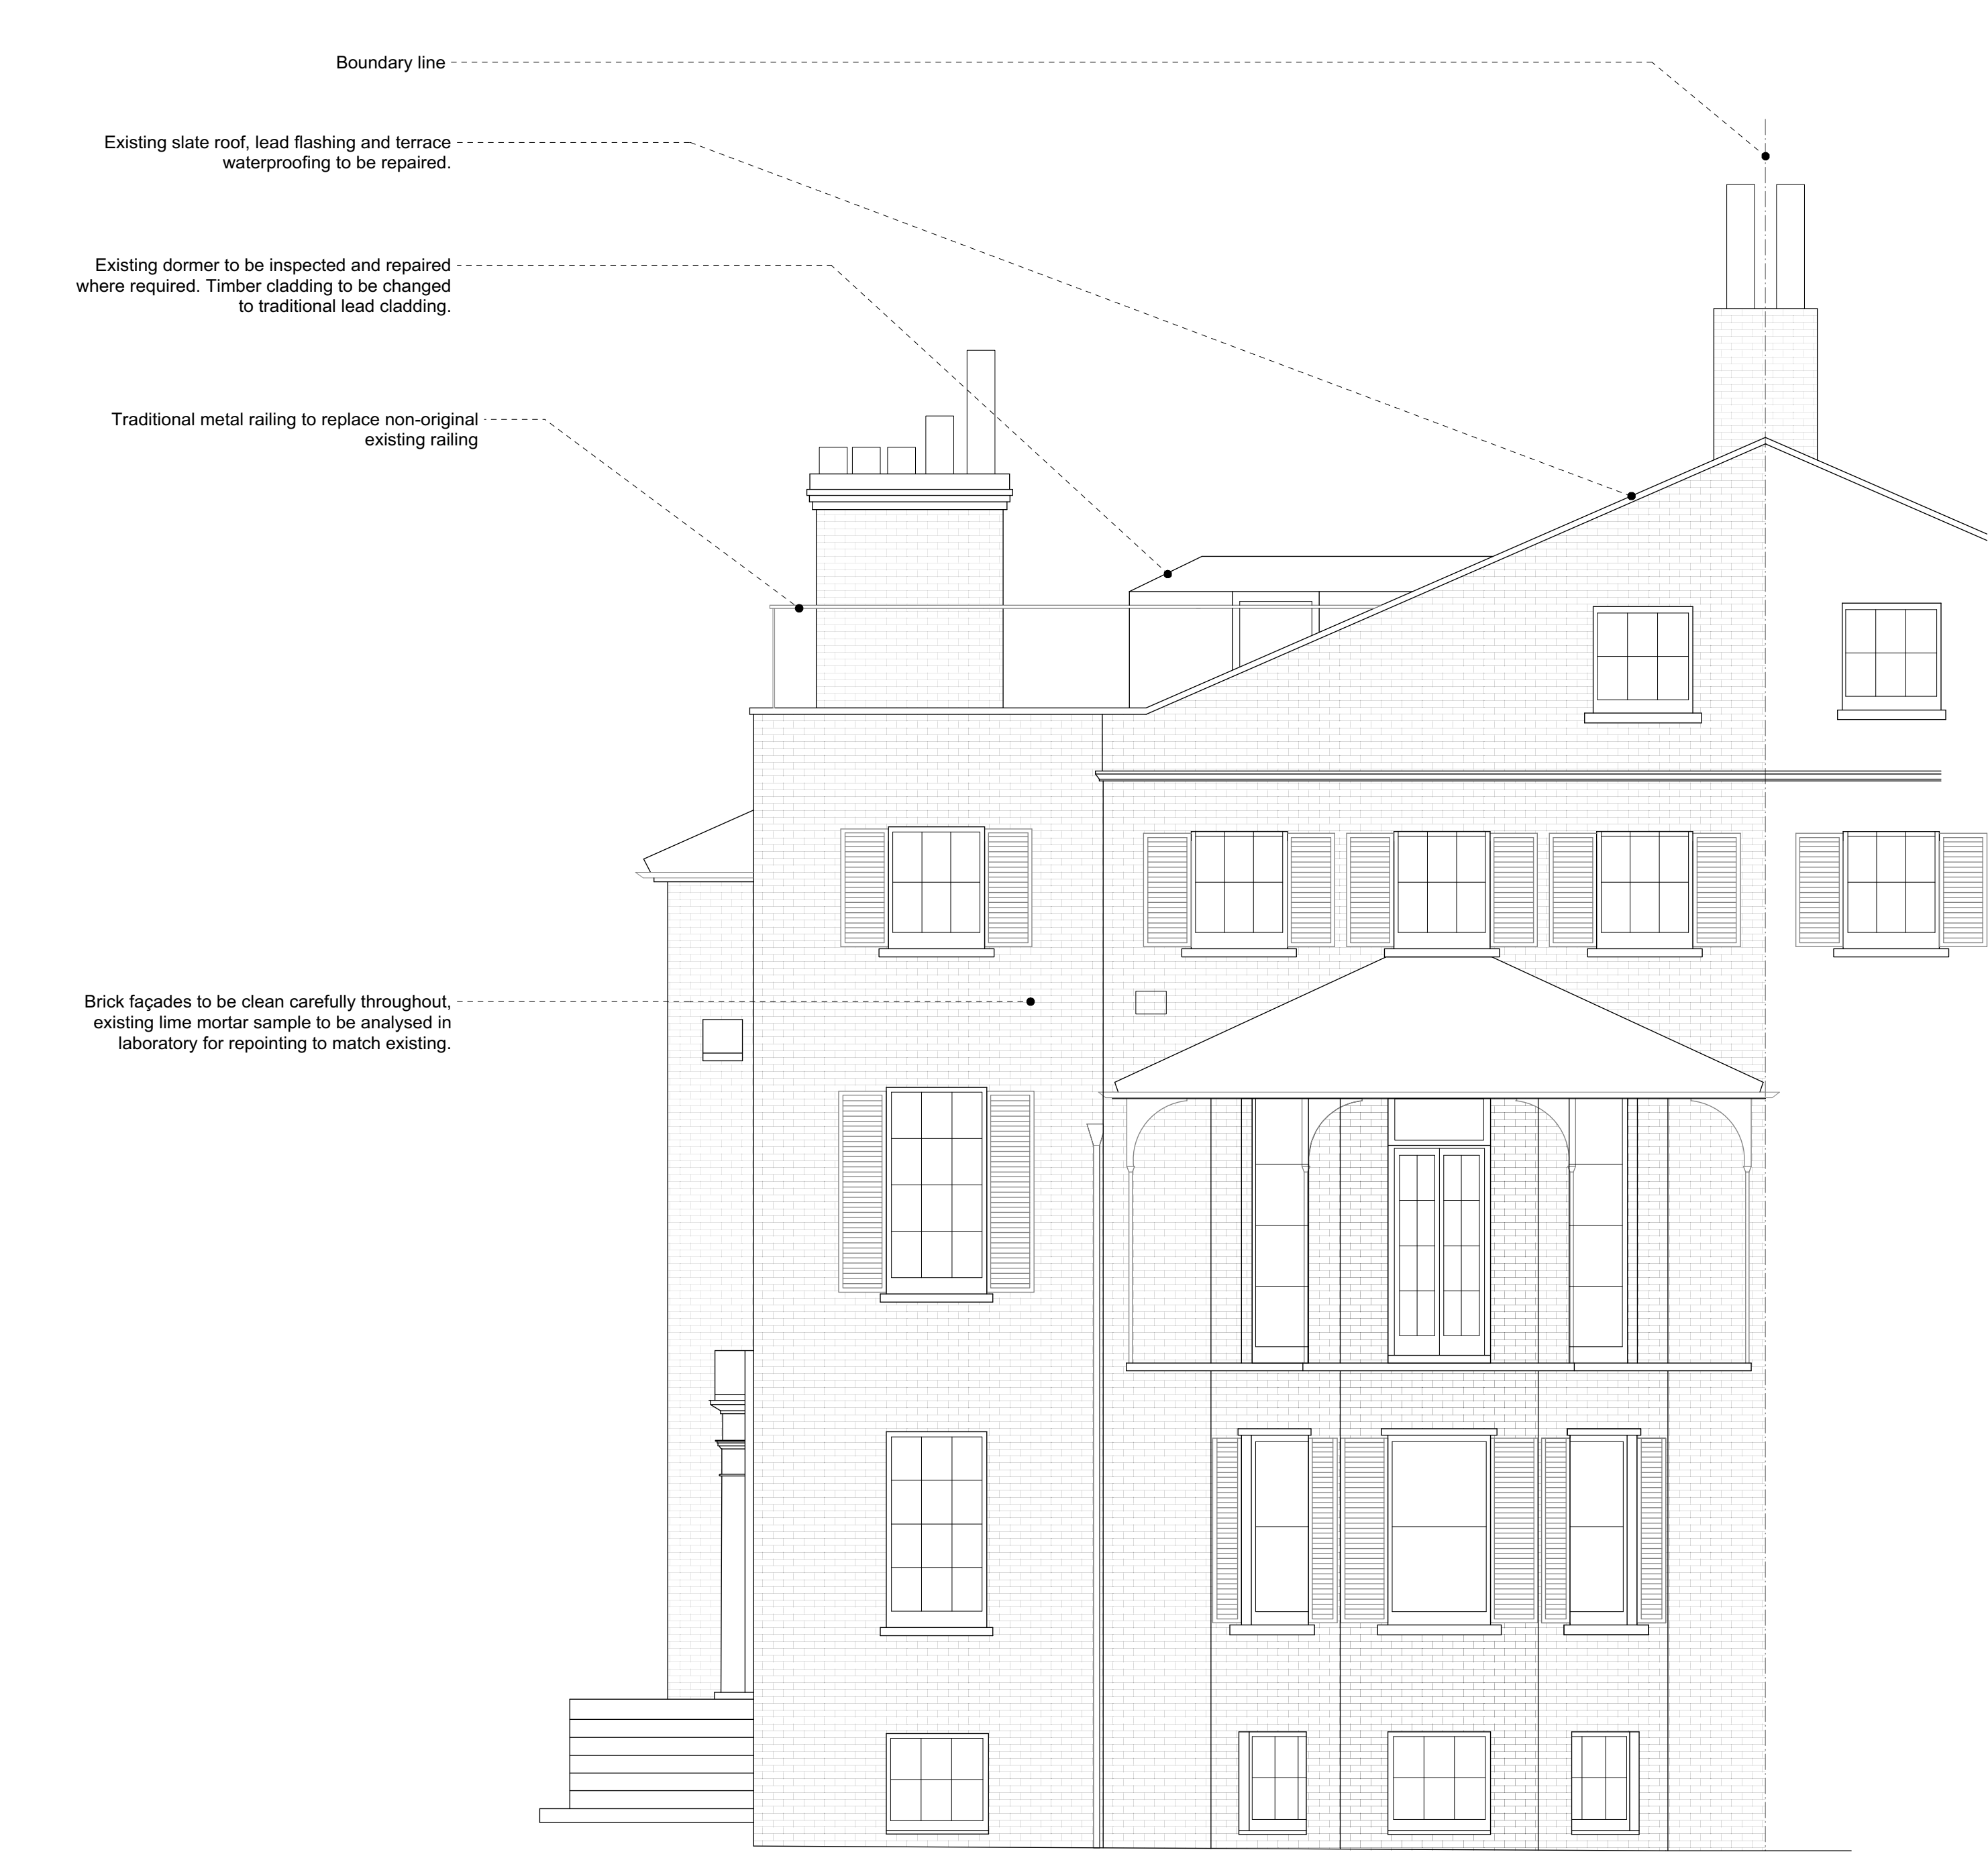 Boundary line
Existing slate roof, lead flashing and terrace
waterproofing to be repaired.
Existing dormer to be inspected and repaired
where required. Timber cladding to be changed
to traditional lead cladding.
Traditional metal railing to replace non-original
existing railing
Brick façades to be clean carefully throughout,
existing lime mortar sample to be analysed in
laboratory for repointing to match existing.